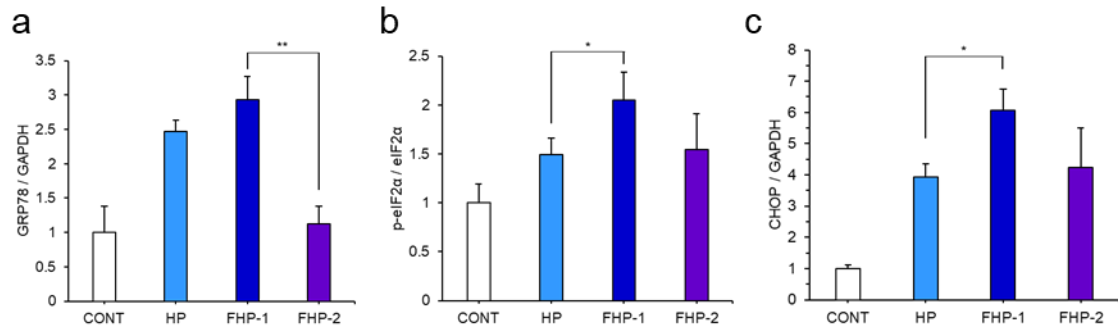 a
**
GRP78 / GAPDH
3.5
3
2.5
2
1.5
1
0.5
0
CONT HP FHP-1 FHP-2
b
*
p-eIF2α / eIF2α
2.5
2
1.5
1
0.5
0
CONT HP FHP-1 FHP-2
c
*
CHOP / GAPDH
8
7
6
5
4
3
2
1
0
CONT HP FHP-1 FHP-2